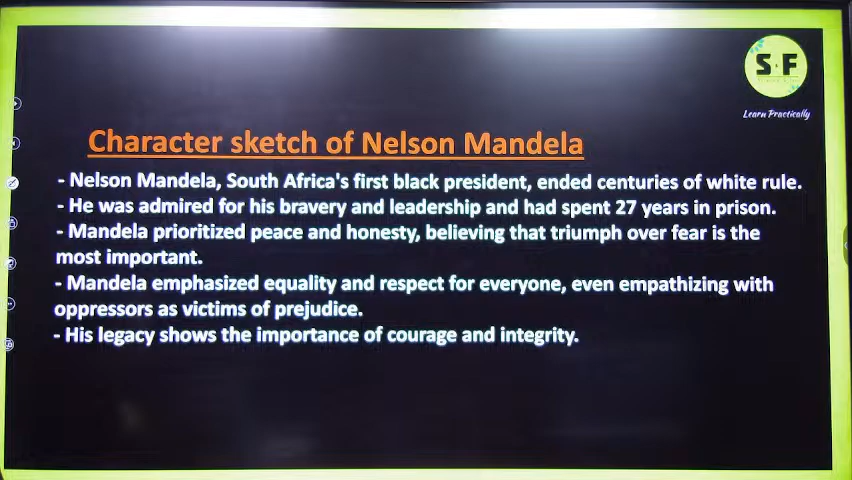 S F
Learn Practically
Character sketch of Nelson Mandela
- Nelson Mandela, South Africa's first black president, ended centuries of white rule.
- He was admired for his bravery and leadership and had spent 27 years in prison.
- Mandela prioritized peace and honesty, believing that triumph over fear is the
most important.
- Mandela emphasized equality and respect for everyone, even empathizing with
oppressors as victims of prejudice.
- His legacy shows the importance of courage and integrity.